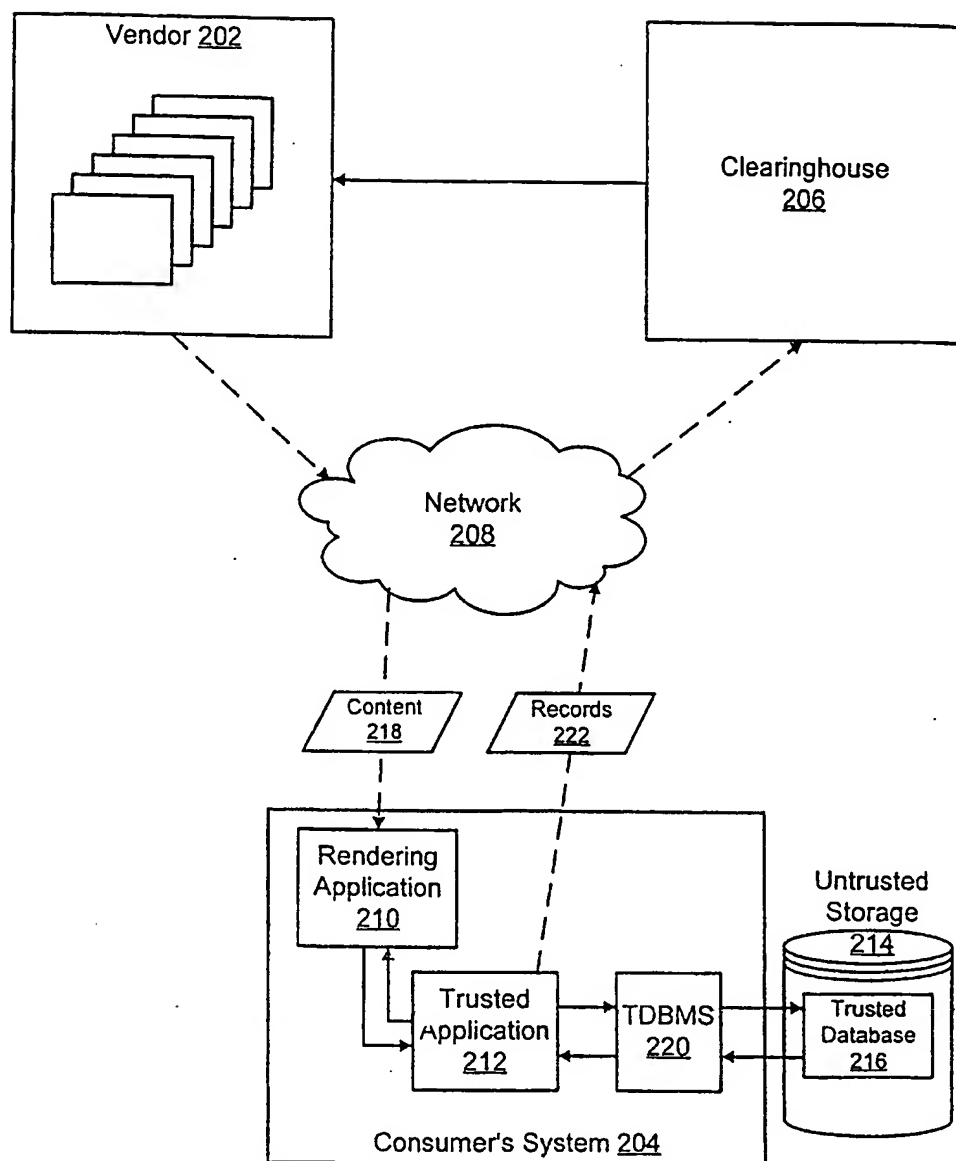 Vendor 202
Clearinghouse
206
Network
208
Content
218
Records
222
Rendering
Application
210
Trusted
Application
212
TDBMS
220
Untrusted
Storage
214
Trusted
Database
216
Consumer's System 204